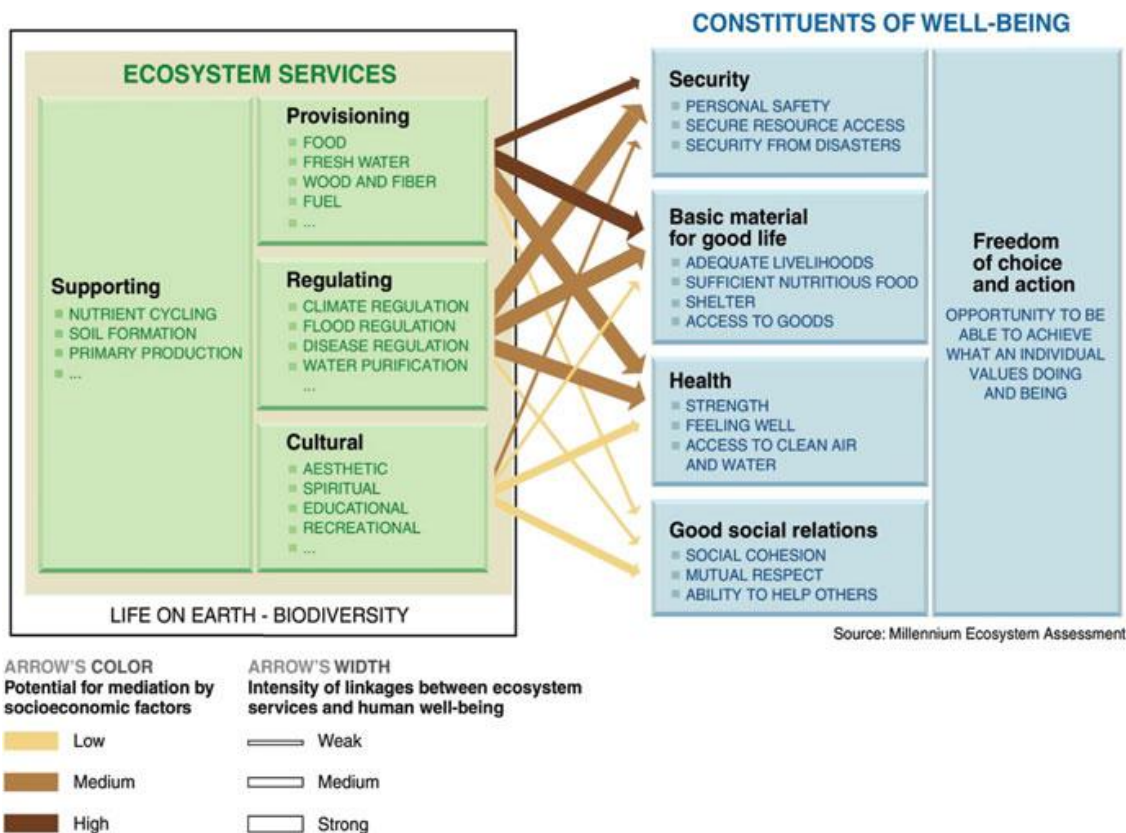 CONSTITUENTS OF WELL-BEING
ECOSYSTEM SERVICES
Supporting
NUTRIENT CYCLING
SOIL FORMATION
PRIMARY PRODUCTION
...
Provisioning
FOOD
FRESH WATER
WOOD AND FIBER
FUEL
...
Regulating
CLIMATE REGULATION
FLOOD REGULATION
DISEASE REGULATION
WATER PURIFICATION
...
Cultural
AESTHETIC
SPIRITUAL
EDUCATIONAL
RECREATIONAL
...
LIFE ON EARTH - BIODIVERSITY
Security
PERSONAL SAFETY
SECURE RESOURCE ACCESS
SECURITY FROM DISASTERS
Basic material
for good life
ADEQUATE LIVELIHOODS
SUFFICIENT NUTRITIOUS FOOD
SHELTER
ACCESS TO GOODS
Health
STRENGTH
FEELING WELL
ACCESS TO CLEAN AIR
AND WATER
Good social relations
SOCIAL COHESION
MUTUAL RESPECT
ABILITY TO HELP OTHERS
Freedom
of choice
and action
OPPORTUNITY TO BE
ABLE TO ACHIEVE
WHAT AN INDIVIDUAL
VALUES DOING
AND BEING
Source: Millennium Ecosystem Assessment
ARROW'S COLOR
Potential for mediation by
socioeconomic factors
Low
Medium
High
ARROW'S WIDTH
Intensity of linkages between ecosystem
services and human well-being
Weak
Medium
Strong